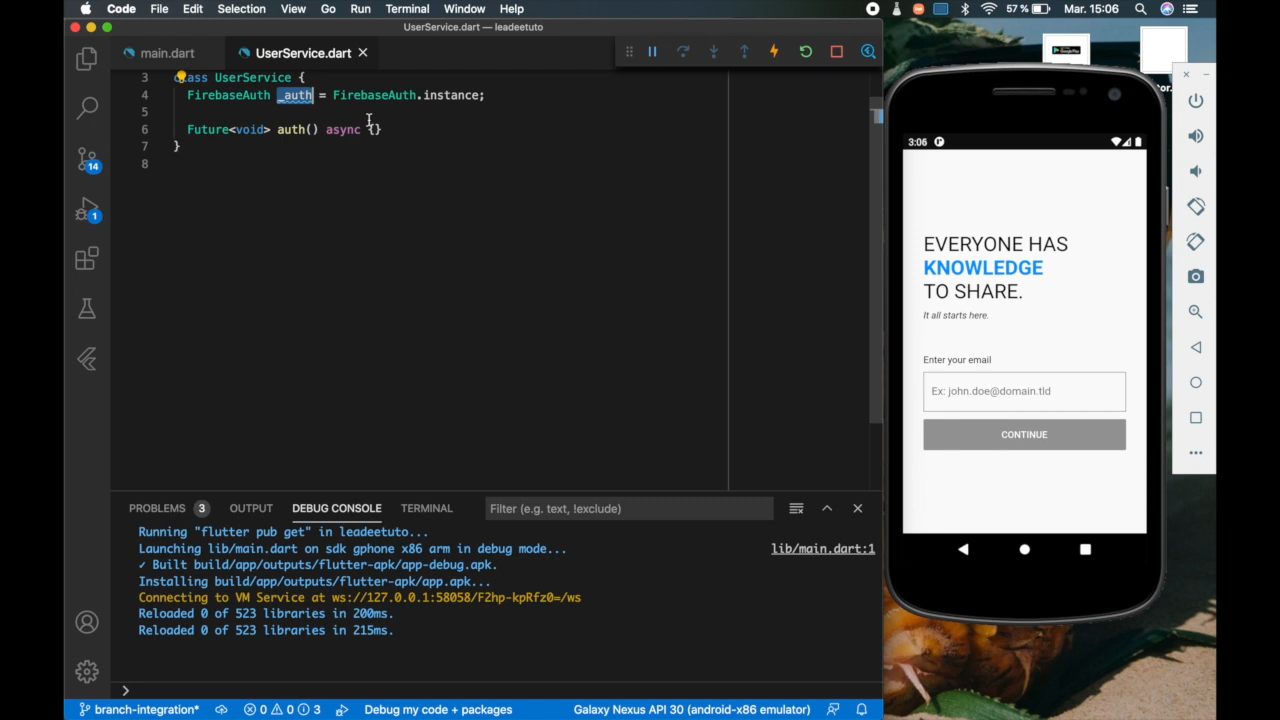 Code File Edit Selection View Go Run Terminal Window Help 57 % Mar. 15:06
UserService.dart — leadeetuto
main.dart UserService.dart
3 class UserService {
4 FirebaseAuth _auth = FirebaseAuth.instance;
5
6 Future<void> auth() async {}
7 }
8
14
1
PROBLEMS 3 OUTPUT DEBUG CONSOLE TERMINAL Filter (e.g. text, !exclude)
Running "flutter pub get" in leadeetuto...
Launching lib/main.dart on sdk gphone x86 arm in debug mode... lib/main.dart:1
✓ Built build/app/outputs/flutter-apk/app-debug.apk.
Installing build/app/outputs/flutter-apk/app.apk...
Connecting to VM Service at ws://127.0.0.1:58058/F2hp-kpRfz0=/ws
Reloaded 0 of 523 libraries in 200ms.
Reloaded 0 of 523 libraries in 215ms.
branch-integration* 0 0 3 Debug my code + packages Galaxy Nexus API 30 (android-x86 emulator)
3:06
EVERYONE HAS
KNOWLEDGE
TO SHARE.
It all starts here.
Enter your email
Ex: john.doe@domain.tld
CONTINUE